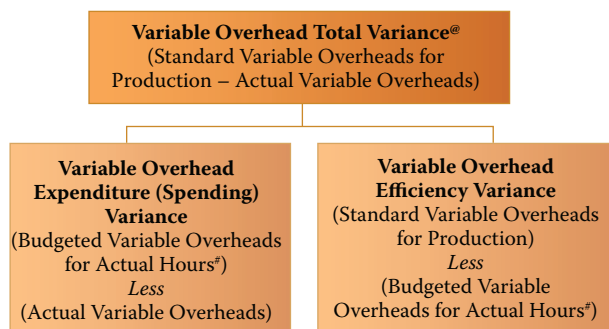 Variable Overhead Total Variance@
(Standard Variable Overheads for
Production – Actual Variable Overheads)
Variable Overhead
Expenditure (Spending)
Variance
(Budgeted Variable Overheads
for Actual Hours#)
Less
(Actual Variable Overheads)
Variable Overhead
Efficiency Variance
(Standard Variable Overheads
for Production)
Less
(Budgeted Variable
Overheads for Actual Hours#)